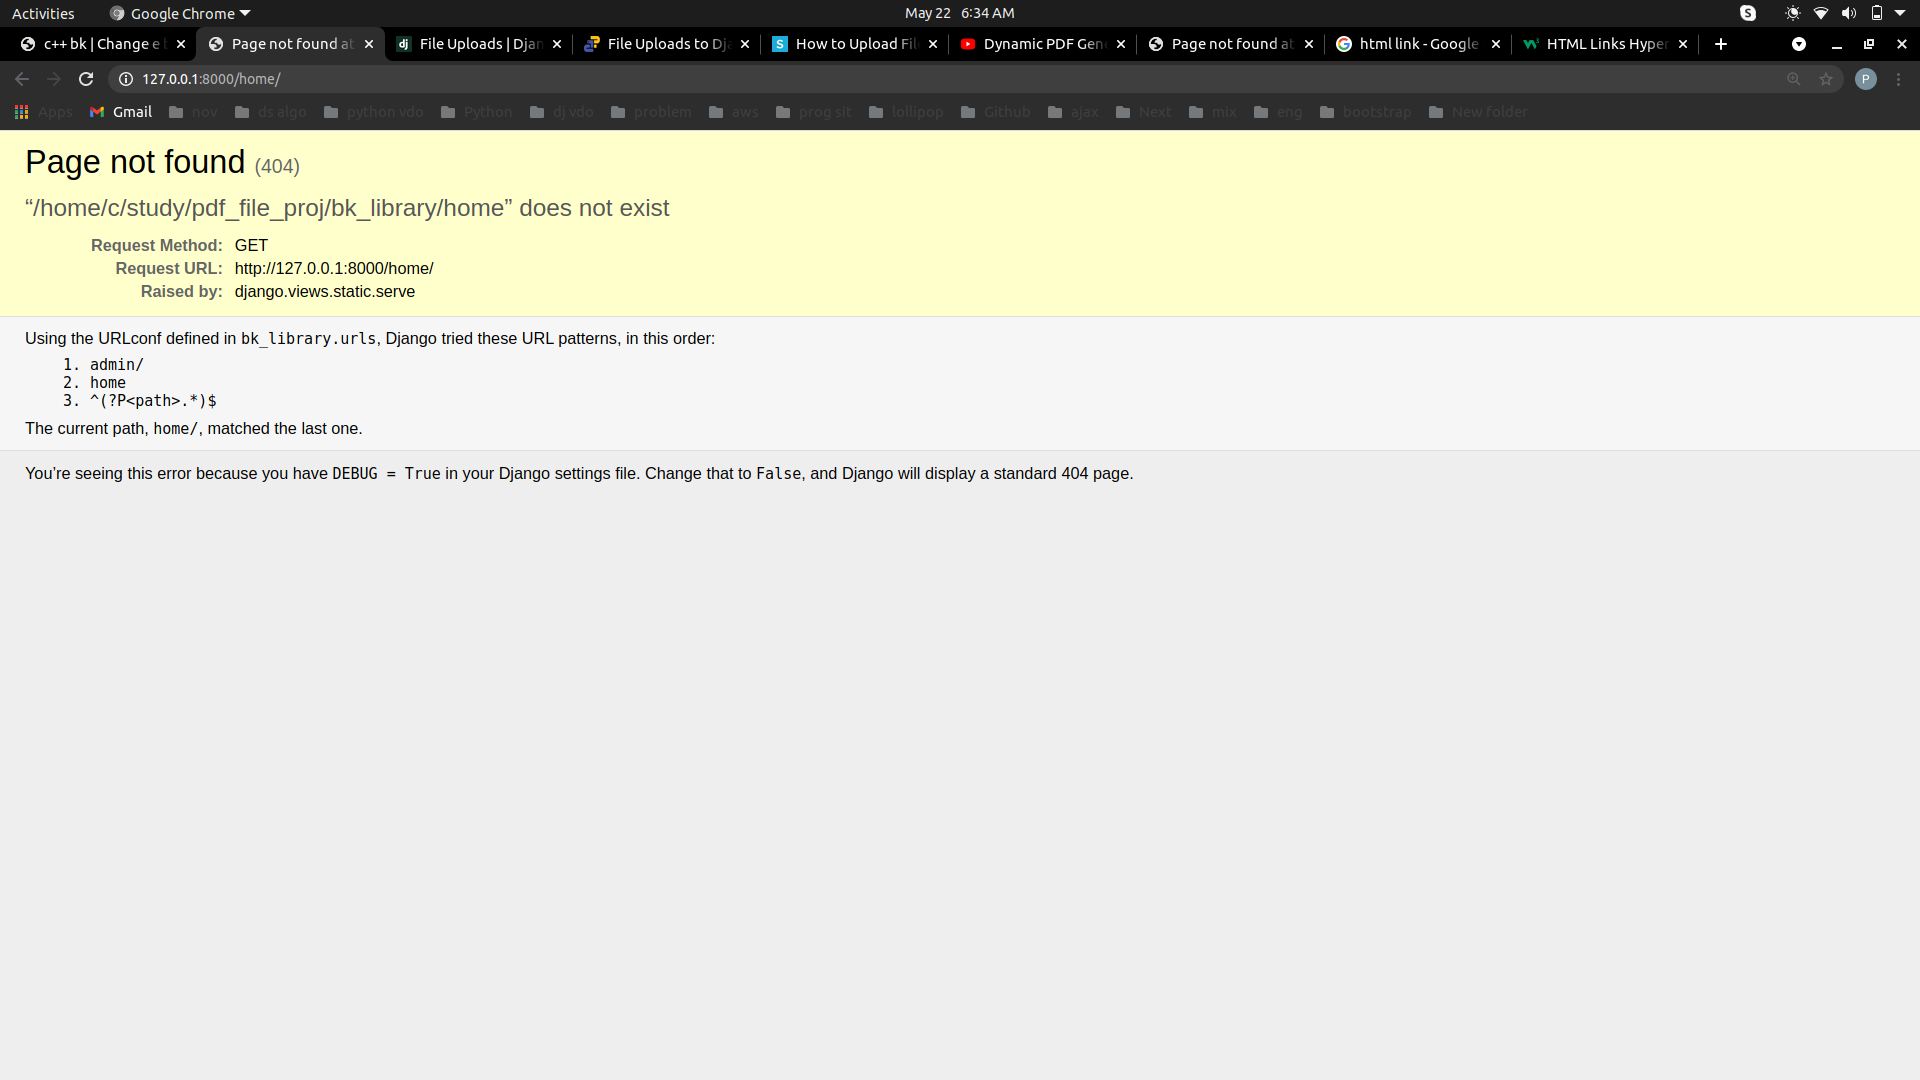 Activities Google Chrome May 22 6:34 AM S
c++ bk | Change e b Page not found at dj File Uploads | Djan File Uploads to Dja S How to Upload Fil Dynamic PDF Gen Page not found at html link - Google HTML Links Hyper
127.0.0.1:8000/home/ P
Apps Gmail nov ds algo python vdo Python dj vdo problem aws prog sit lollipop Github ajax Next mix eng bootstrap New folder
Page not found (404)
“/home/c/study/pdf_file_proj/bk_library/home” does not exist
Request Method: GET
Request URL: http://127.0.0.1:8000/home/
Raised by: django.views.static.serve
Using the URLconf defined in bk_library.urls, Django tried these URL patterns, in this order:
1. admin/
2. home
3. ^(?P<path>.*)$
The current path, home/, matched the last one.
You’re seeing this error because you have DEBUG = True in your Django settings file. Change that to False, and Django will display a standard 404 page.